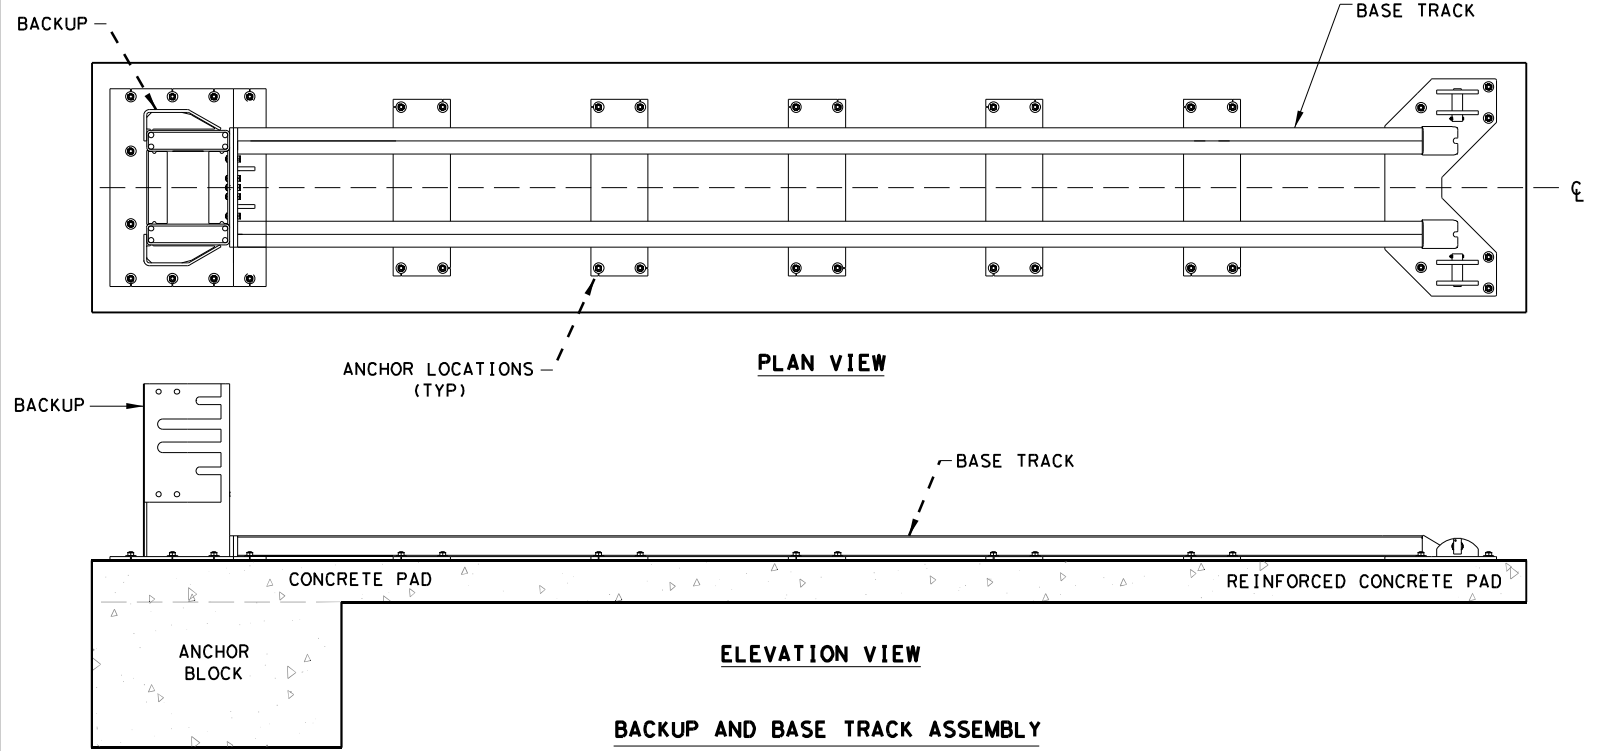 BACKUP
BASE TRACK
℄
ANCHOR LOCATIONS
(TYP)
PLAN VIEW
BACKUP
BASE TRACK
CONCRETE PAD
REINFORCED CONCRETE PAD
ANCHOR
BLOCK
ELEVATION VIEW
BACKUP AND BASE TRACK ASSEMBLY